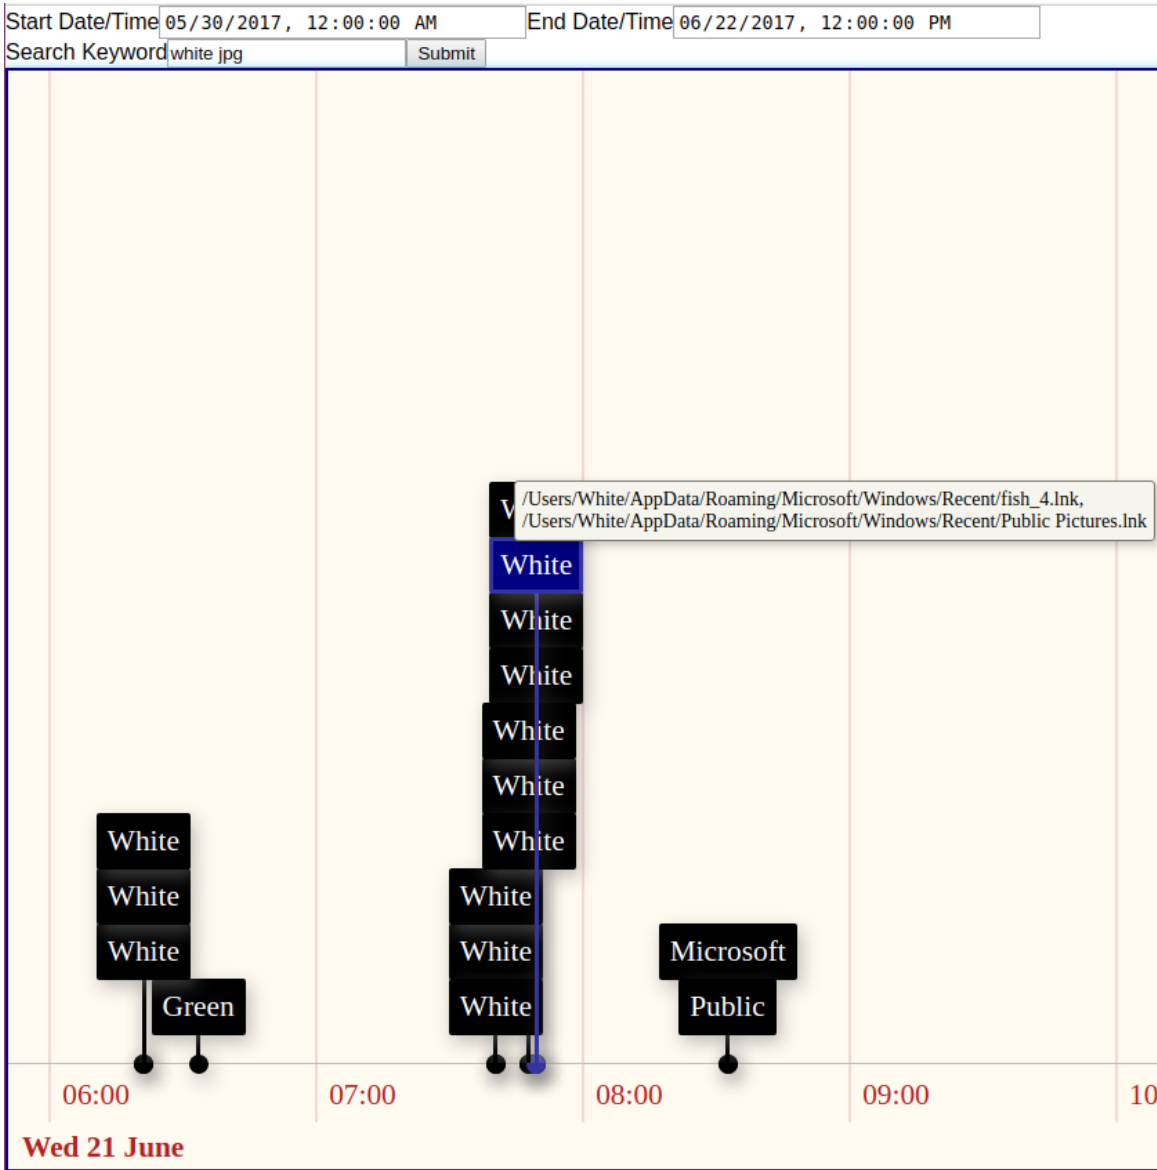 Start Date/Time 05/30/2017, 12:00:00 AM End Date/Time 06/22/2017, 12:00:00 PM
Search Keyword white jpg Submit
/Users/White/AppData/Roaming/Microsoft/Windows/Recent/fish_4.lnk,
/Users/White/AppData/Roaming/Microsoft/Windows/Recent/Public Pictures.lnk
White
White
White
White
White
White
White
White
White
White
White
White
Microsoft
Green
White
Public
06:00 07:00 08:00 09:00 10
Wed 21 June